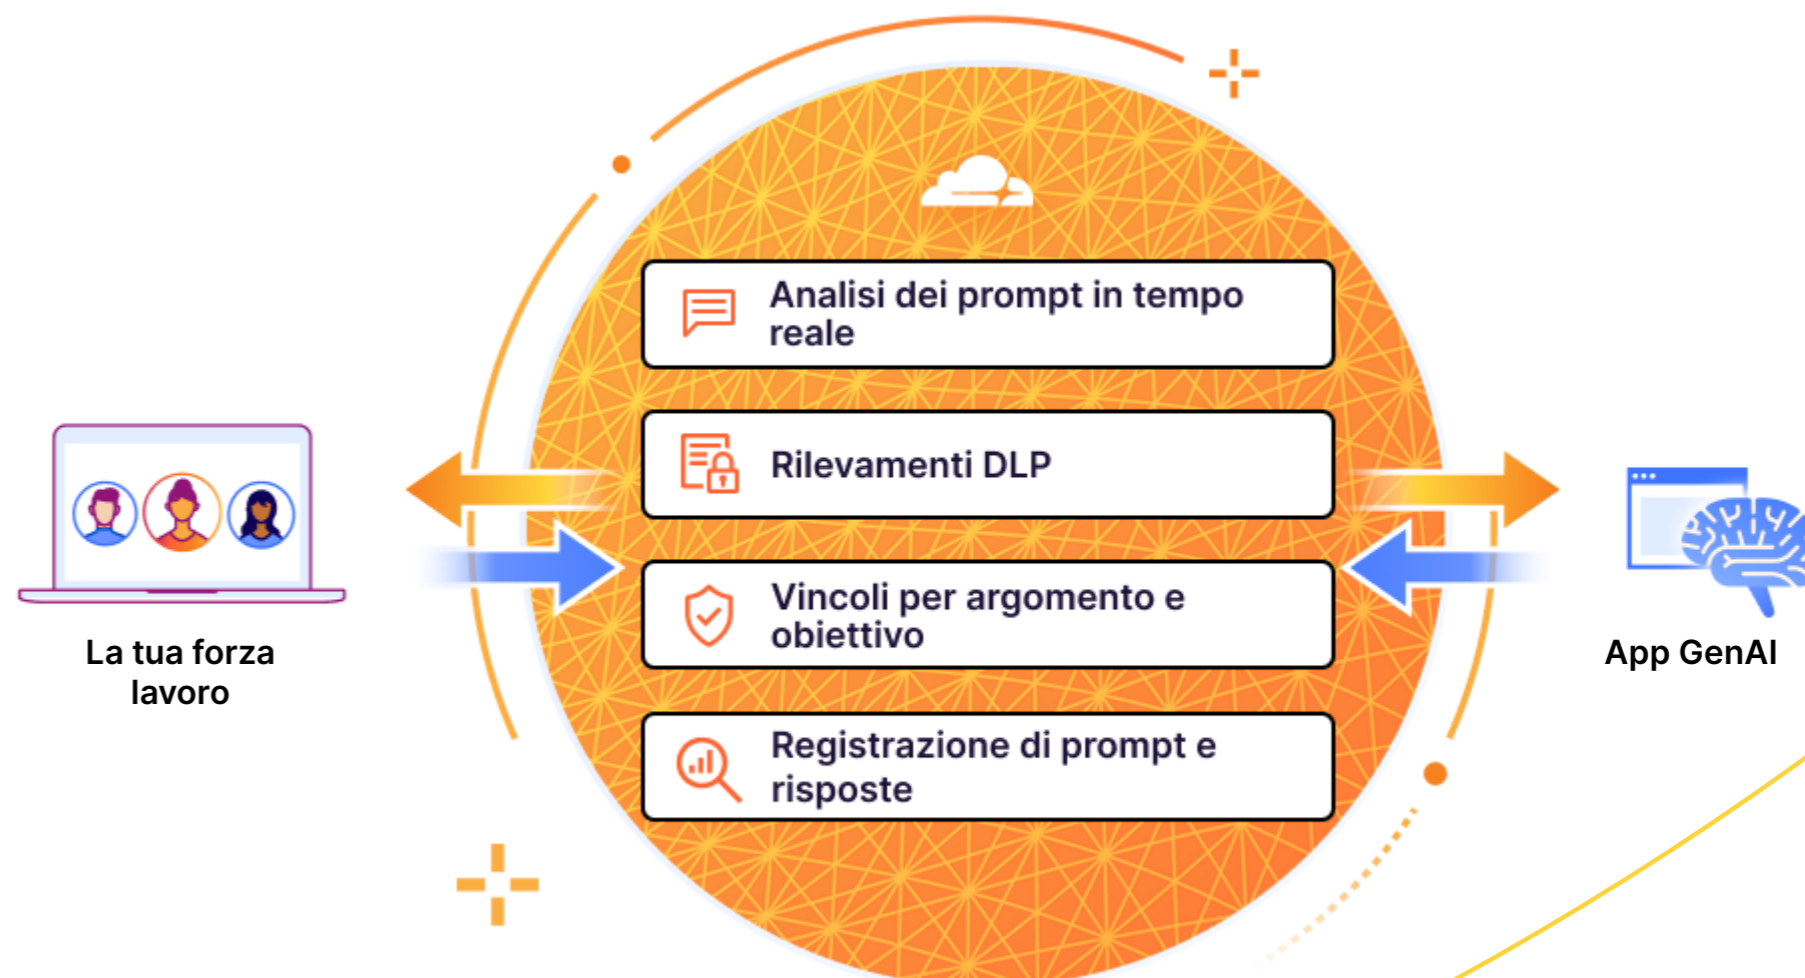 Analisi dei prompt in tempo
reale
Rilevamenti DLP
Vincoli per argomento e
obiettivo
Registrazione di prompt e
risposte
La tua forza
lavoro
App GenAI